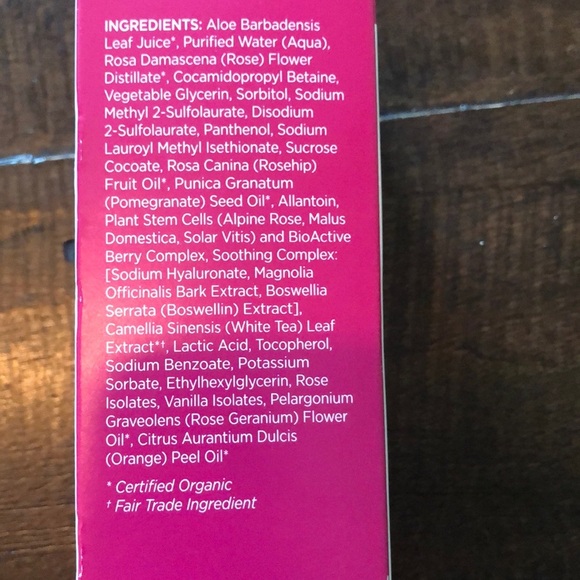 INGREDIENTS: Aloe Barbadensis
Leaf Juice*, Purified Water (Aqua),
Rosa Damascena (Rose) Flower
Distillate*, Cocamidopropyl Betaine,
Vegetable Glycerin, Sorbitol, Sodium
Methyl 2-Sulfolaurate, Disodium
2-Sulfolaurate, Panthenol, Sodium
Lauroyl Methyl Isethionate, Sucrose
Cocoate, Rosa Canina (Rosehip)
Fruit Oil*, Punica Granatum
(Pomegranate) Seed Oil*, Allantoin,
Plant Stem Cells (Alpine Rose, Malus
Domestica, Solar Vitis) and BioActive
Berry Complex, Soothing Complex:
[Sodium Hyaluronate, Magnolia
Officinalis Bark Extract, Boswellia
Serrata (Boswellin) Extract],
Camellia Sinensis (White Tea) Leaf
Extract*†, Lactic Acid, Tocopherol,
Sodium Benzoate, Potassium
Sorbate, Ethylhexylglycerin, Rose
Isolates, Vanilla Isolates, Pelargonium
Graveolens (Rose Geranium) Flower
Oil*, Citrus Aurantium Dulcis
(Orange) Peel Oil*
* Certified Organic
† Fair Trade Ingredient